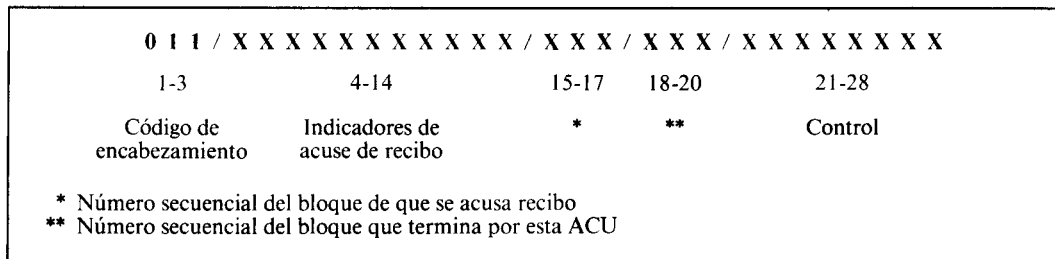 0 1 1 / X X X X X X X X X X X / X X X / X X X / X X X X X X X X
1-3 4-14 15-17 18-20 21-28
Código de Indicadores de * ** Control
encabezamiento acuse de recibo
* Número secuencial del bloque de que se acusa recibo
** Número secuencial del bloque que termina por esta ACU